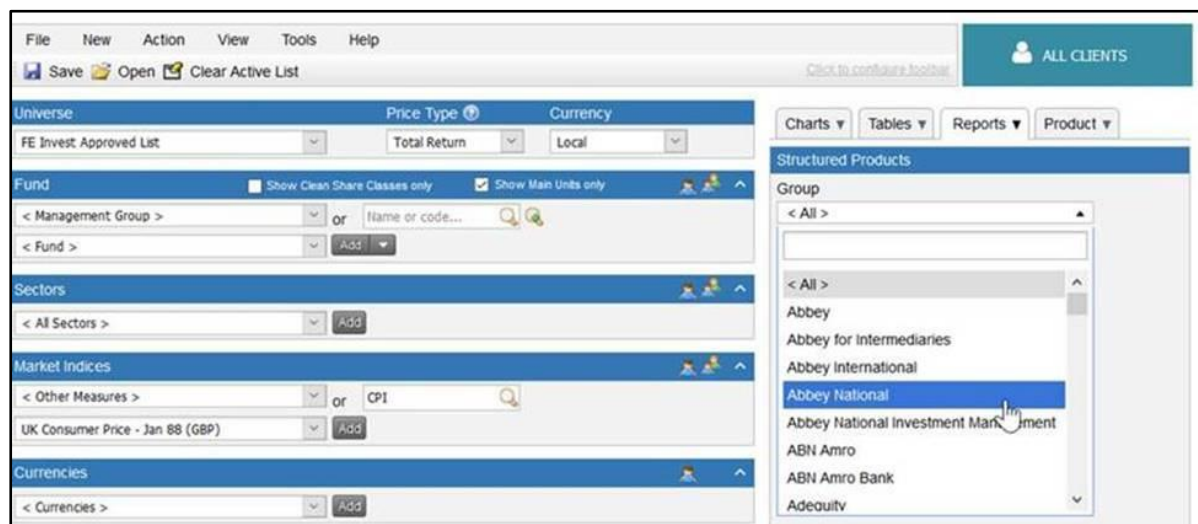 File New Action View Tools Help
Save Open Clear Active List
Click to configure toolbar
ALL CLIENTS
Universe Price Type ? Currency
FE Invest Approved List Total Return Local
Fund Show Clean Share Classes only Show Main Units only
< Management Group > or Name or code...
< Fund > Add
Sectors
< All Sectors > Add
Market Indices
< Other Measures > or CPI
UK Consumer Price - Jan 88 (GBP) Add
Currencies
< Currencies > Add
Charts Tables Reports Product
Structured Products
Group
< All >
< All >
Abbey
Abbey for Intermediaries
Abbey International
Abbey National
Abbey National Investment Management
ABN Amro
ABN Amro Bank
Adequity